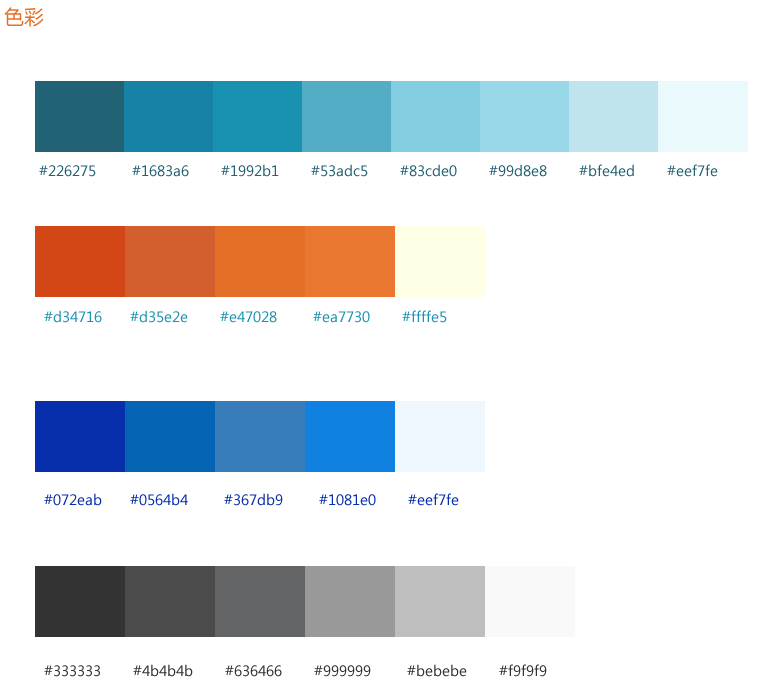 色彩
#226275 #1683a6 #1992b1 #53adc5 #83cde0 #99d8e8 #bfe4ed #eef7fe
#d34716 #d35e2e #e47028 #ea7730 #ffffe5
#072eab #0564b4 #367db9 #1081e0 #eef7fe
#333333 #4b4b4b #636466 #999999 #bebebe #f9f9f9